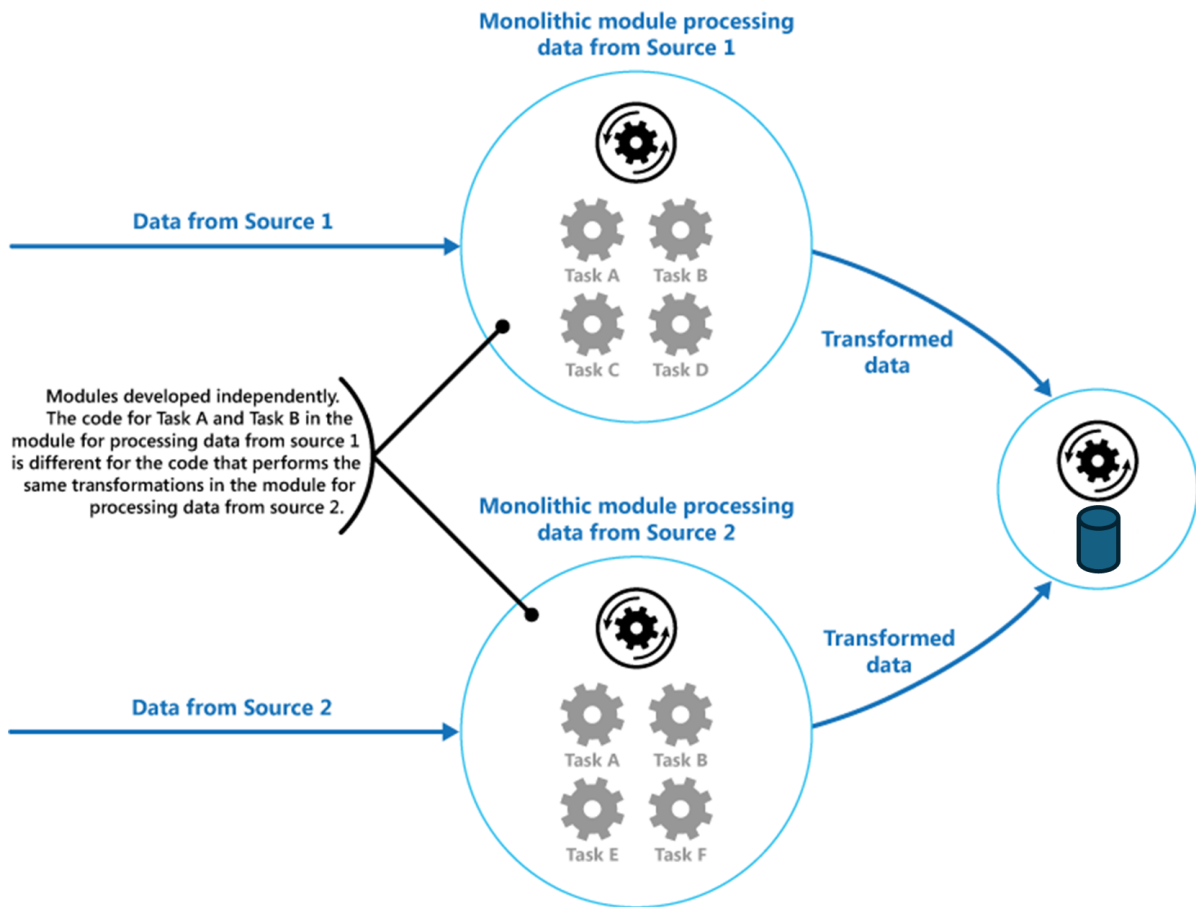 Monolithic module processing
data from Source 1
Data from Source 1
Task A
Task B
Task C
Task D
Transformed
data
Modules developed independently.
The code for Task A and Task B in the
module for processing data from source 1
is different for the code that performs the
same transformations in the module for
processing data from source 2.
Monolithic module processing
data from Source 2
Data from Source 2
Task A
Task B
Task E
Task F
Transformed
data